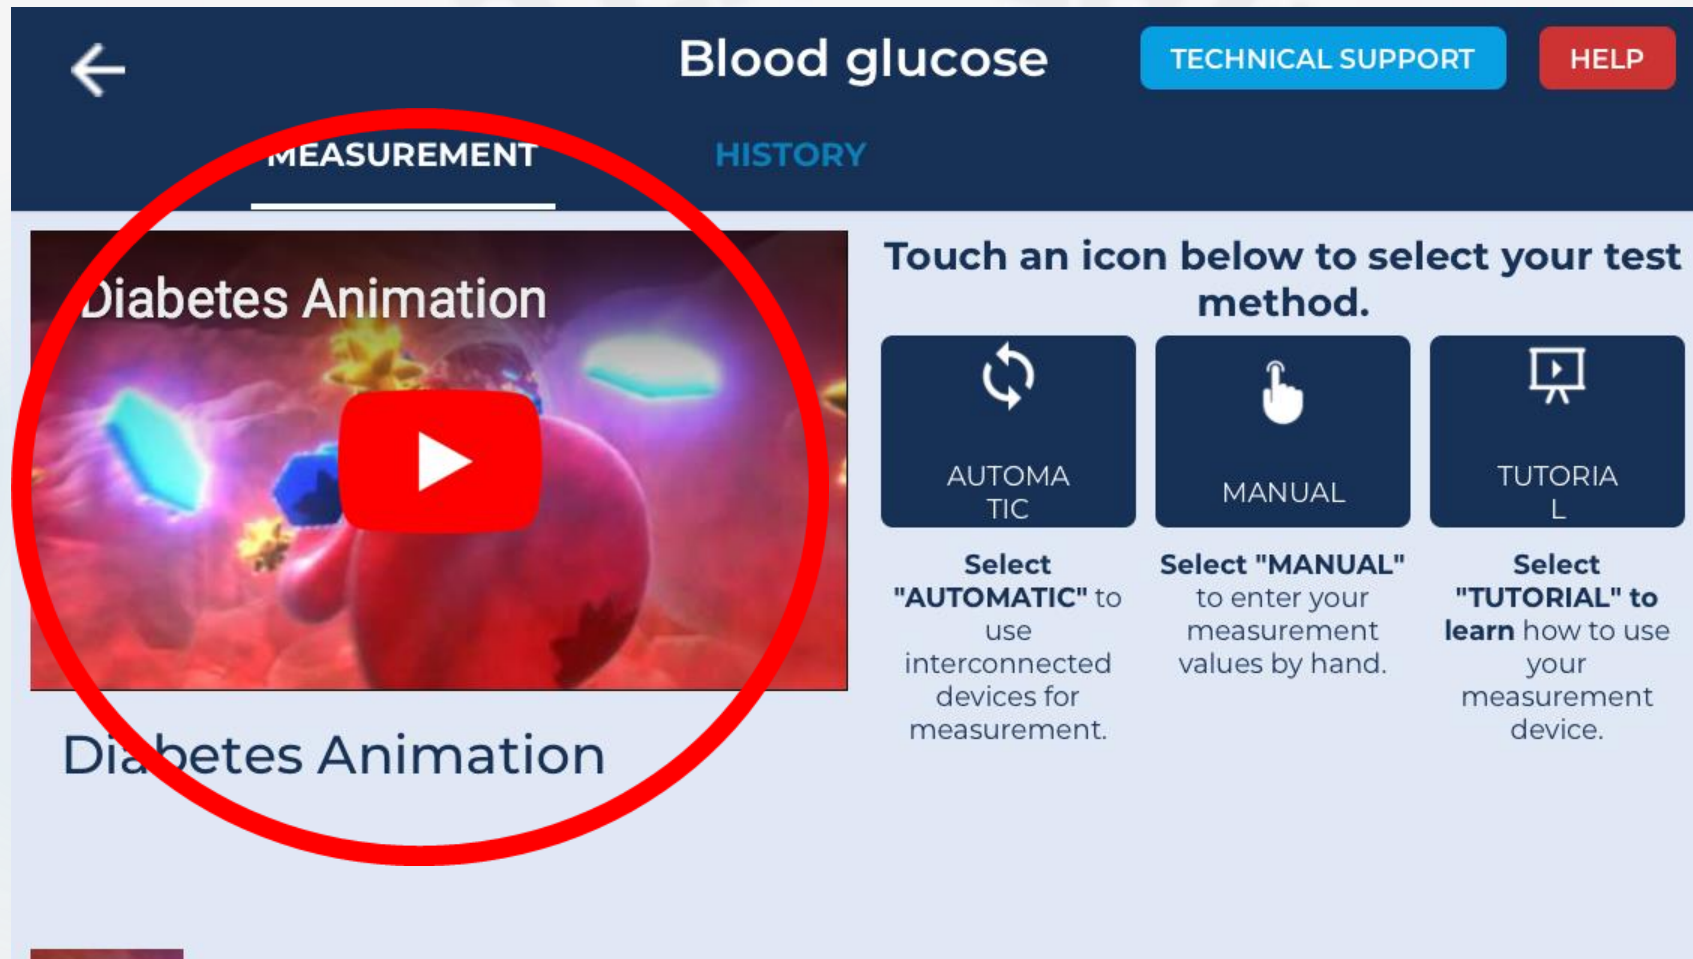 Blood glucose
TECHNICAL SUPPORT
HELP
MEASUREMENT
HISTORY
Diabetes Animation
Diabetes Animation
Touch an icon below to select your test
method.
AUTOMA
TIC
Select
"AUTOMATIC" to
use
interconnected
devices for
measurement.
MANUAL
Select "MANUAL"
to enter your
measurement
values by hand.
TUTORIA
L
Select
"TUTORIAL" to
learn how to use
your
measurement
device.